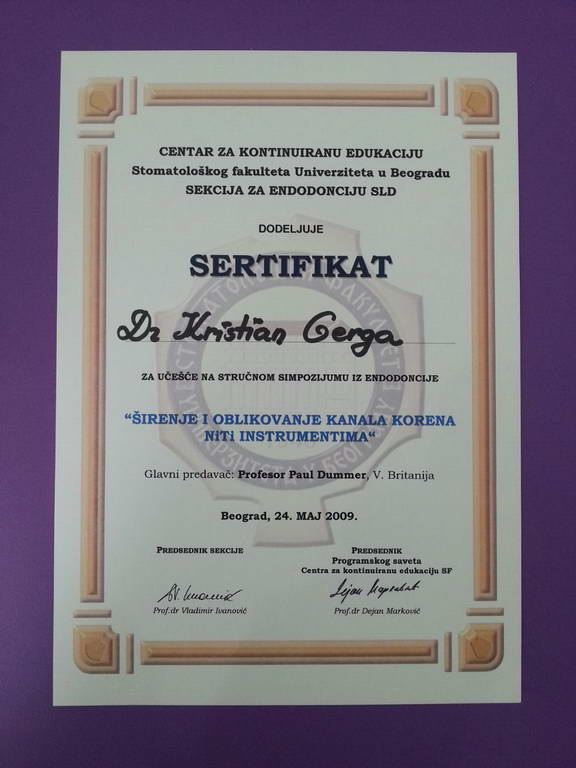 CENTAR ZA KONTINUIRANU EDUKACIJU
Stomatološkog fakulteta Univerziteta u Beogradu
SEKCIJA ZA ENDODONCIJU SLD
DODELJUJE
SERTIFIKAT
Dr Kristian Gerga
ZA UČEŠĆE NA STRUČNOM SIMPOZIJUMU IZ ENDODONCIJE
“ŠIRENJE I OBLIKOVANJE KANALA KORENA
NiTi INSTRUMENTIMA“
Glavni predavač: Profesor Paul Dummer, V. Britanija
Beograd, 24. MAJ 2009.
PREDSEDNIK SEKCIJE
PREDSEDNIK
Programskog saveta
Centra za kontinuiranu edukaciju SF
Prof.dr Vladimir Ivanović
Prof.dr Dejan Marković